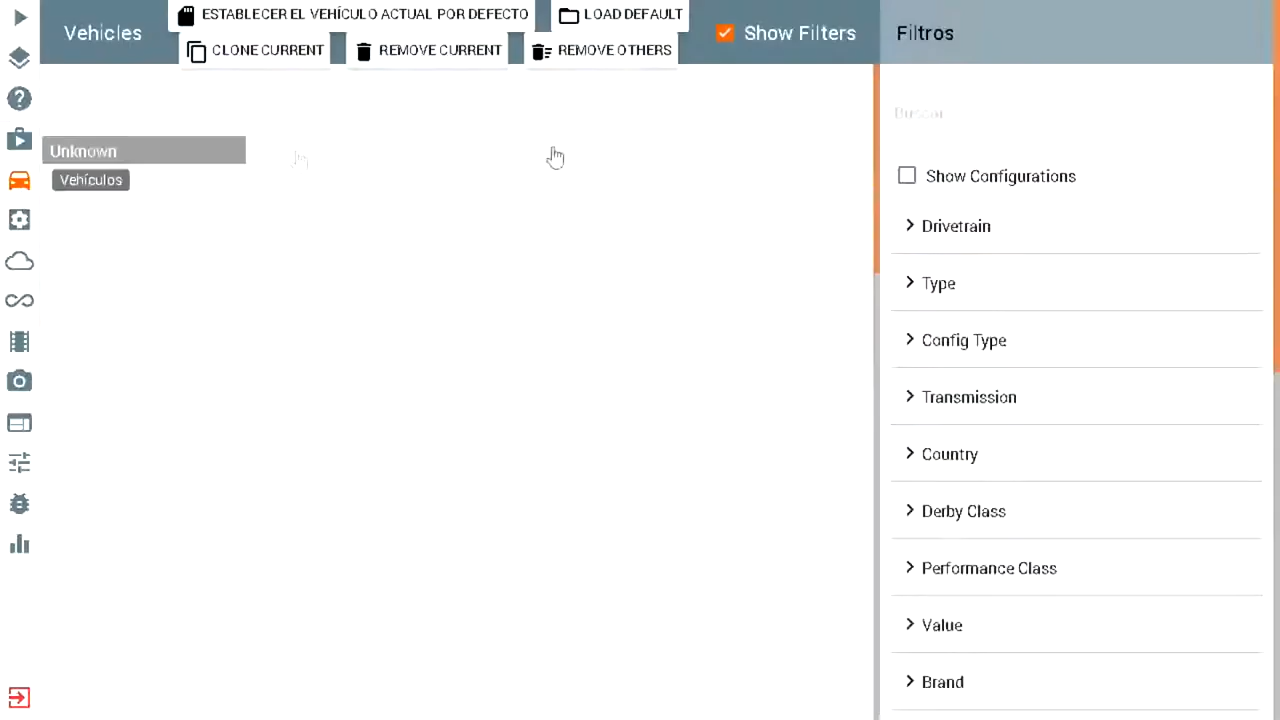 Vehicles
ESTABLECER EL VEHÍCULO ACTUAL POR DEFECTO
LOAD DEFAULT
CLONE CURRENT
REMOVE CURRENT
REMOVE OTHERS
Show Filters
Unknown
Vehículos
Filtros
Buscar
Show Configurations
Drivetrain
Type
Config Type
Transmission
Country
Derby Class
Performance Class
Value
Brand